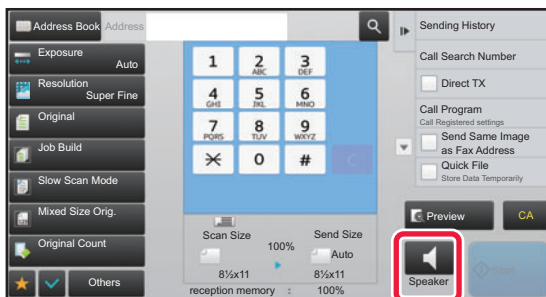 Address Book
Address
Exposure
Auto
Resolution
Super Fine
Original
Job Build
Slow Scan Mode
Mixed Size Orig.
Original Count
Others
1
2
ABC
3
DEF
4
GHI
5
JKL
6
MNO
7
PQRS
8
TUV
9
WXYZ
0
#
C
Scan Size
100%
Send Size
Auto
8½x11
8½x11
reception memory : 100%
Sending History
Call Search Number
Direct TX
Call Program
Call Registered settings
Send Same Image
as Fax Address
Quick File
Store Data Temporarily
Preview
CA
Speaker
Start